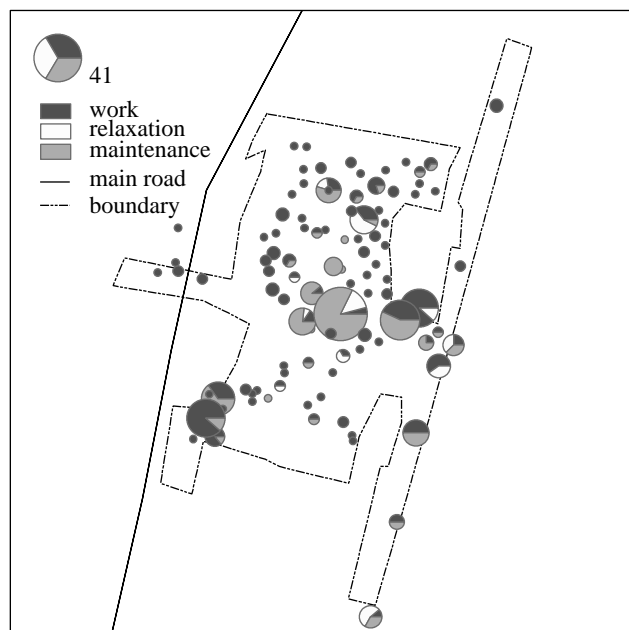 41
work
relaxation
maintenance
main road
boundary